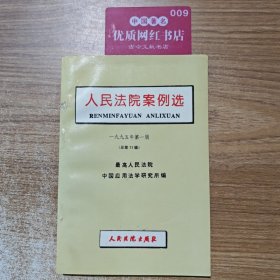 009
中国著名
优质网红书店
古今文献书店
人民法院案例选
RENMINFAYUAN ANLIXUAN
一九九五年第一辑
(总第11辑)
最高人民法院
中国应用法学研究所编
人民法院出版社